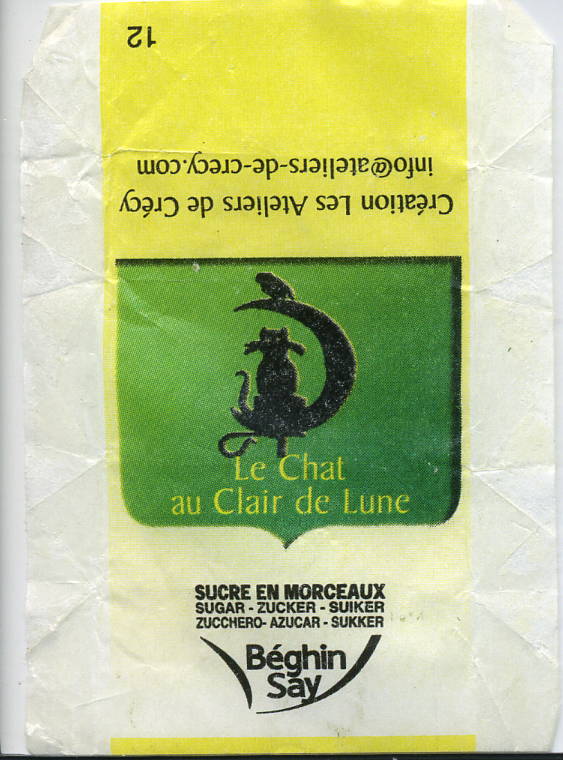 12
info@ateliers-de-crecy.com
Création Les Ateliers de Crécy
Le Chat
au Clair de Lune
SUCRE EN MORCEAUX
SUGAR - ZUCKER - SUIKER
ZUCCHERO- AZUCAR - SUKKER
Béghin
Say